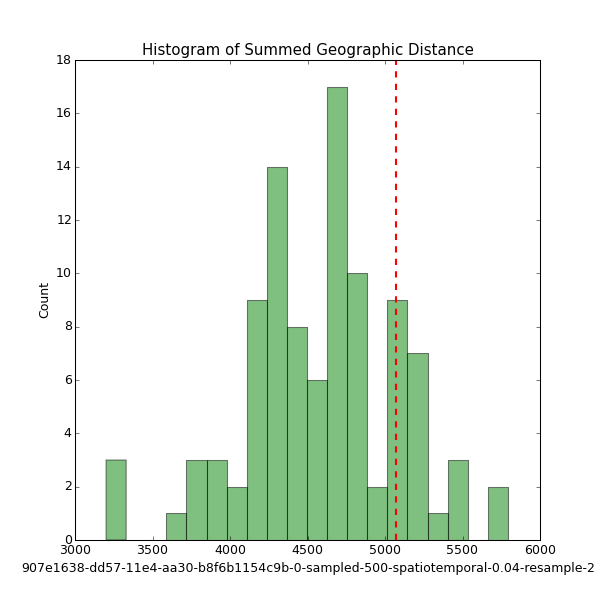 Histogram of Summed Geographic Distance
18
16
14
12
10
8
6
4
2
0
Count
3000 3500 4000 4500 5000 5500 6000
907e1638-dd57-11e4-aa30-b8f6b1154c9b-0-sampled-500-spatiotemporal-0.04-resample-2